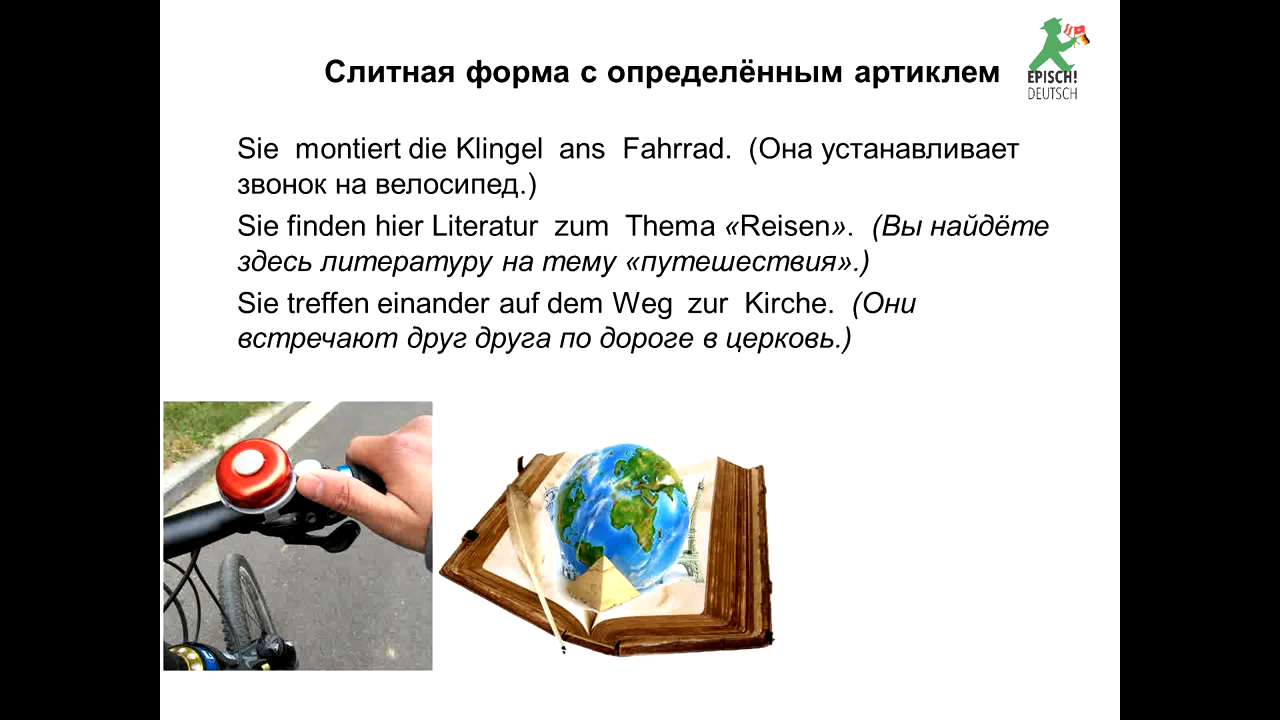 Слитная форма с определённым артиклем
EPISCH!
DEUTSCH
Sie montiert die Klingel ans Fahrrad. (Она устанавливает
звонок на велосипед.)
Sie finden hier Literatur zum Thema «Reisen». (Вы найдёте
здесь литературу на тему «путешествия».)
Sie treffen einander auf dem Weg zur Kirche. (Они
встречают друг друга по дороге в церковь.)